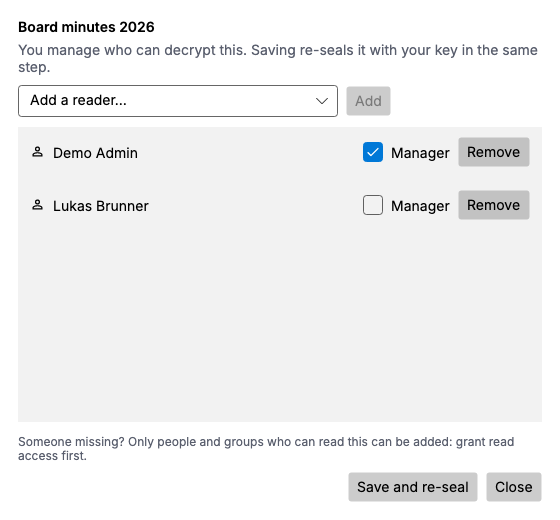 Board minutes 2026
You manage who can decrypt this. Saving re-seals it with your key in the same
step.
Add a reader...
Add
Demo Admin
Manager
Remove
Lukas Brunner
Manager
Remove
Someone missing? Only people and groups who can read this can be added: grant read
access first.
Save and re-seal
Close